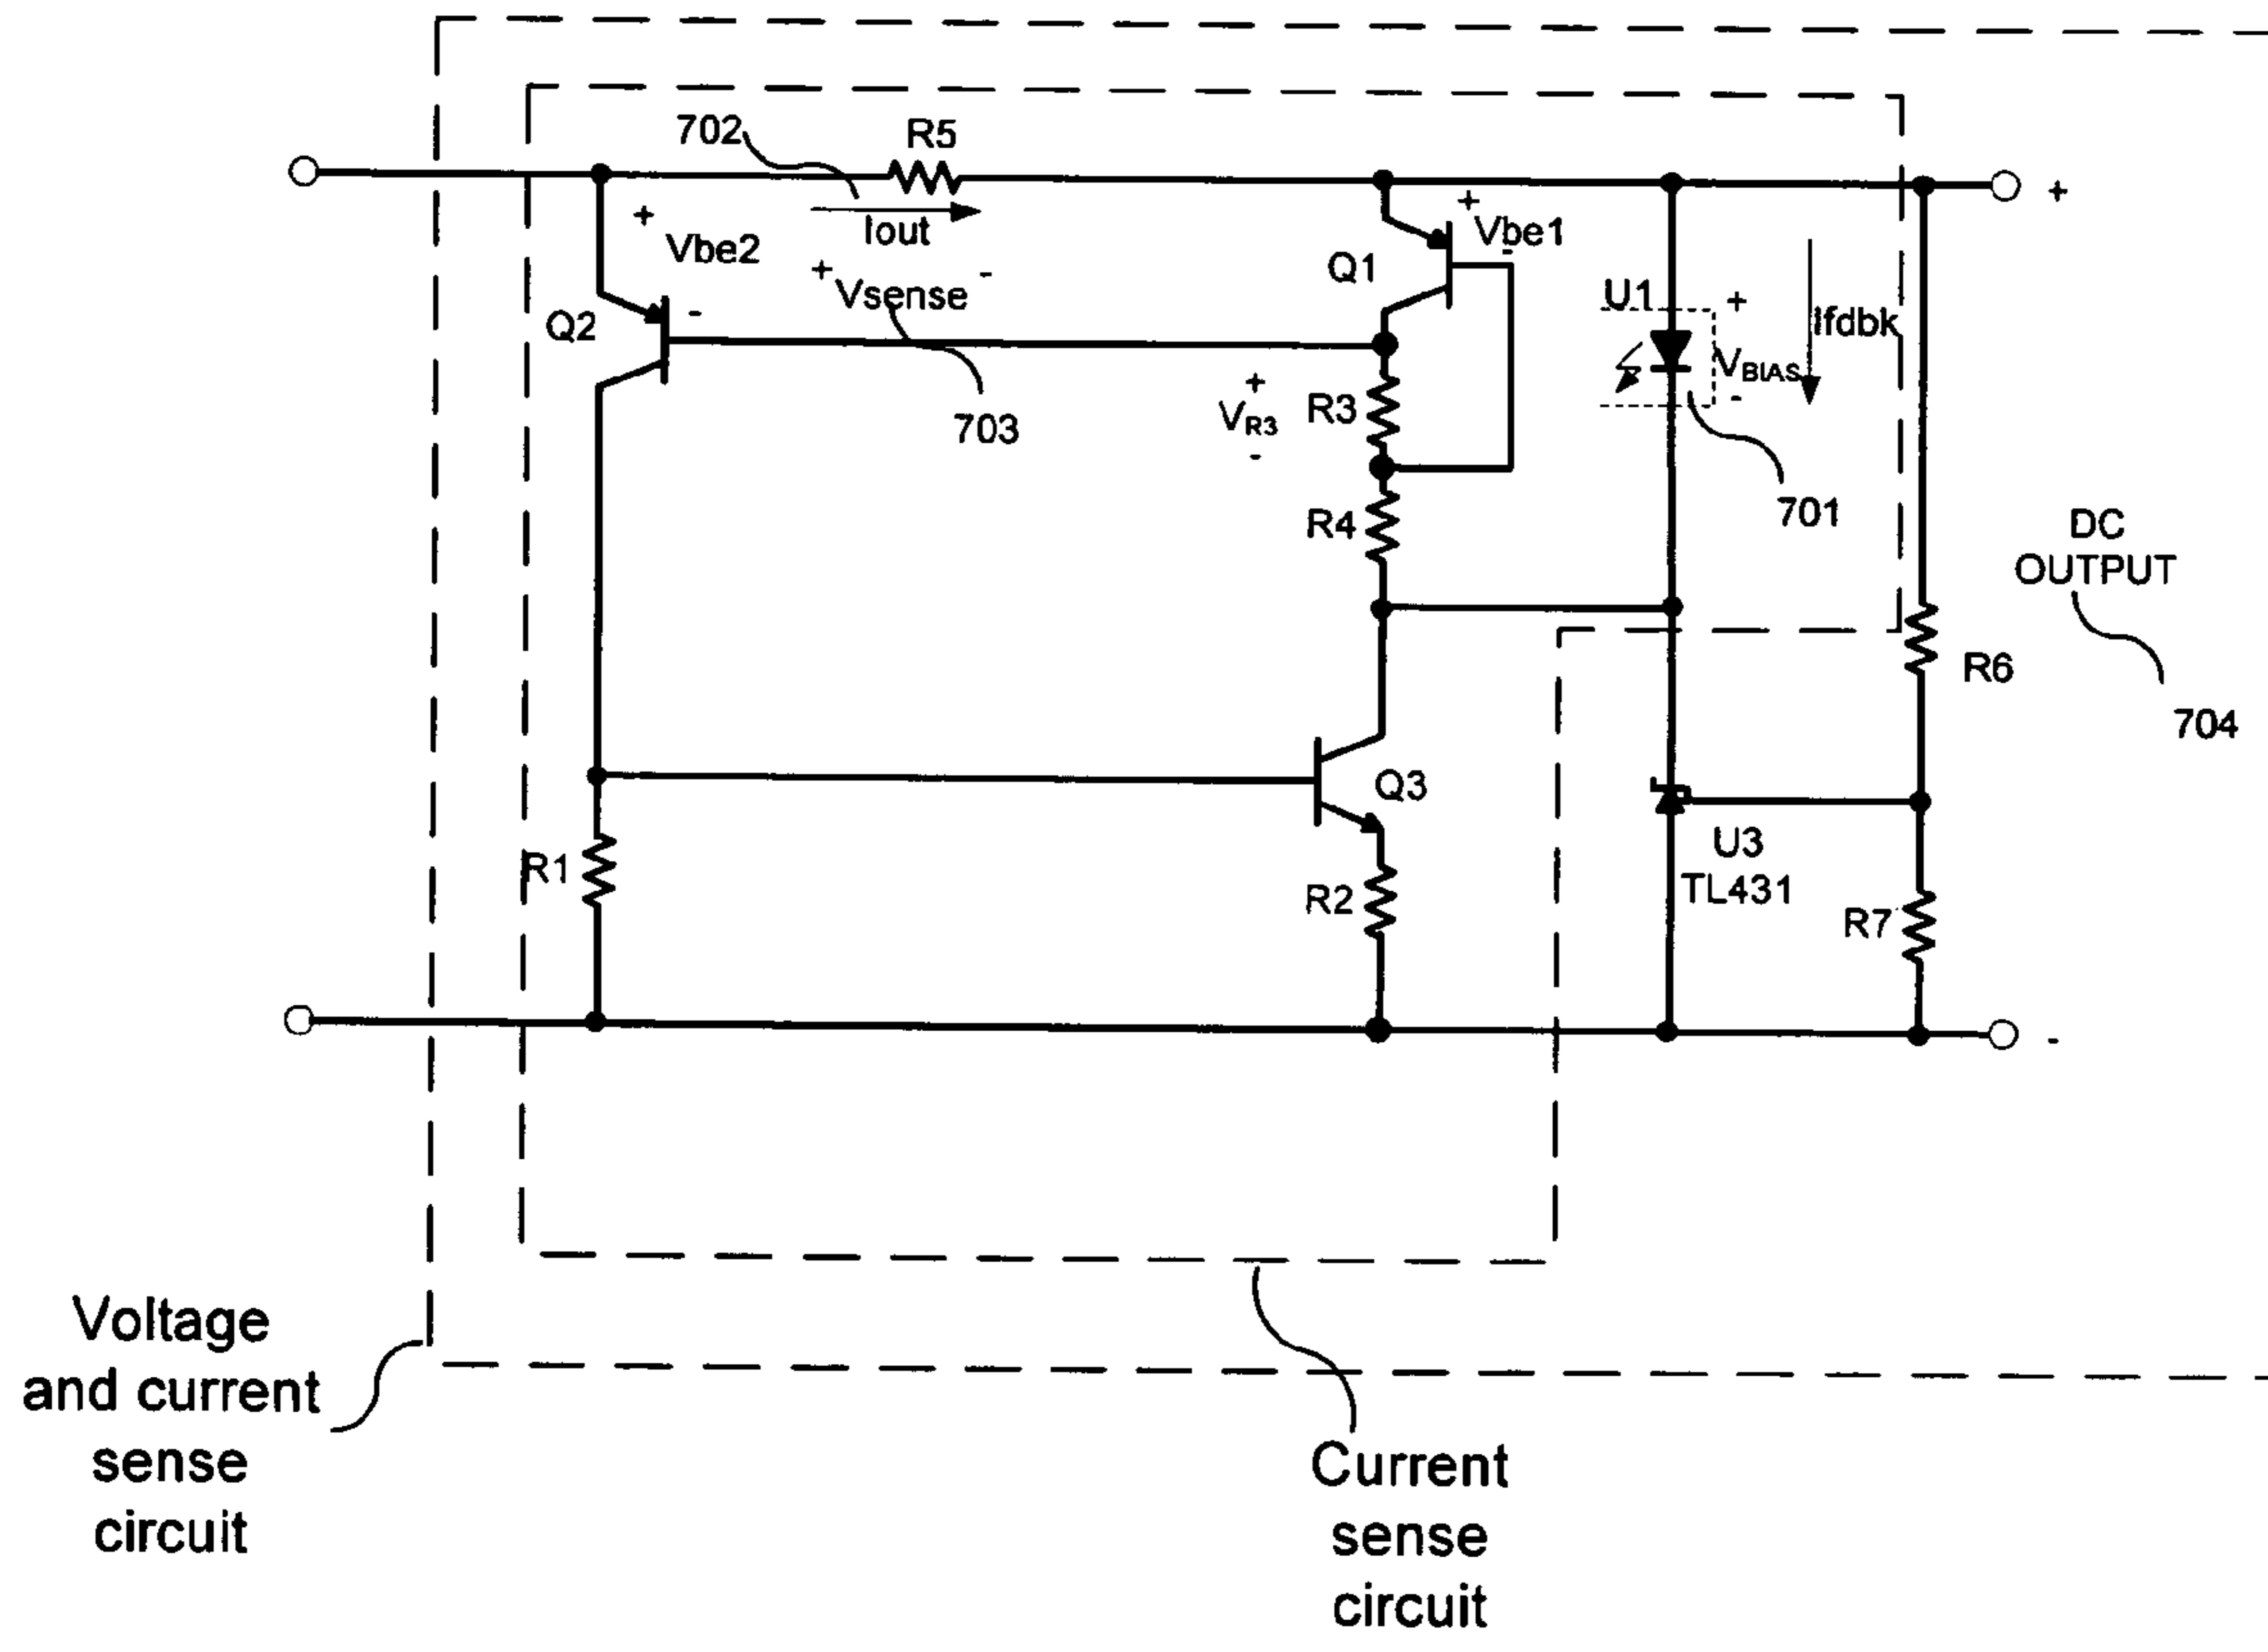 702
R5
+
+
+
Vbe2
Iout
Vbe1
-
Q1
+
-
Vsense
U1
+
Ifdbk
Q2
-
VBIAS
-
703
+
VR3
-
R3
701
R4
DC
OUTPUT
R6
704
Q3
R1
U3
TL431
R2
R7
-
Voltage
and current
sense
circuit
Current
sense
circuit